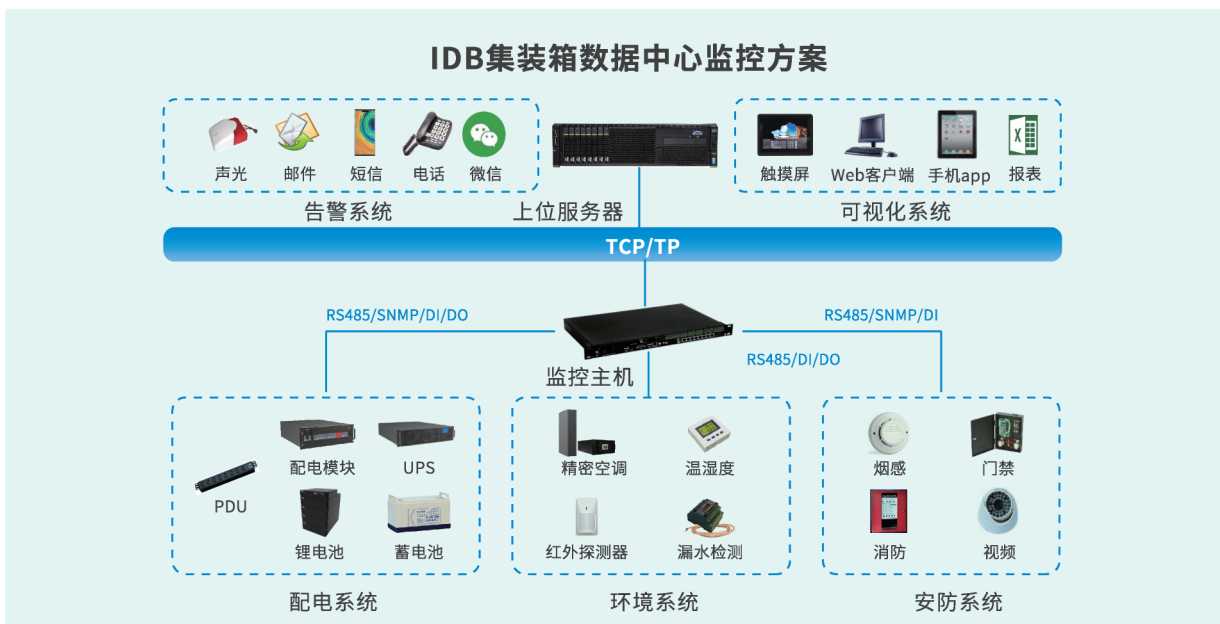 IDB集装箱数据中心监控方案
声光 邮件 短信 电话 微信
触摸屏 Web客户端 手机app 报表
告警系统 上位服务器 可视化系统
TCP/TP
RS485/SNMP/DI/DO
RS485/SNMP/DI
RS485/DI/DO
监控主机
配电模块 UPS
PDU
锂电池 蓄电池
精密空调 温湿度
红外探测器 漏水检测
烟感 门禁
消防 视频
配电系统 环境系统 安防系统